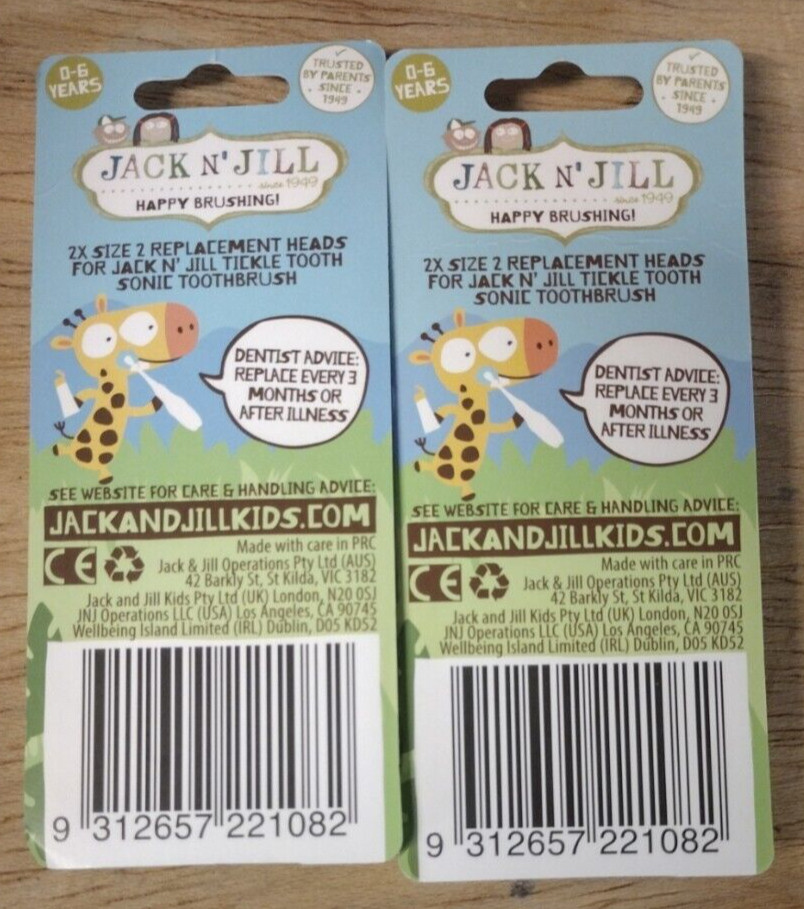 0-6
YEARS
TRUSTED
BY PARENTS
• SINCE •
1949
JACK N' JILL
since 1949
HAPPY BRUSHING!
2X SIZE 2 REPLACEMENT HEADS
FOR JACK N' JILL TICKLE TOOTH
SONIC TOOTHBRUSH
DENTIST ADVICE:
REPLACE EVERY 3
MONTHS OR
AFTER ILLNESS
SEE WEBSITE FOR CARE & HANDLING ADVICE:
JACKANDJILLKIDS.COM
CE
Made with care in PRC
Jack & Jill Operations Pty Ltd (AUS)
42 Barkly St, St Kilda, VIC 3182
Jack and Jill Kids Pty Ltd (UK) London, N20 0SJ
JNJ Operations LLC (USA) Los Angeles, CA 90745
Wellbeing Island Limited (IRL) Dublin, D05 KD52
9 312657 221082
0-6
YEARS
TRUSTED
BY PARENTS
• SINCE •
1949
JACK N' JILL
since 1949
HAPPY BRUSHING!
2X SIZE 2 REPLACEMENT HEADS
FOR JACK N' JILL TICKLE TOOTH
SONIC TOOTHBRUSH
DENTIST ADVICE:
REPLACE EVERY 3
MONTHS OR
AFTER ILLNESS
SEE WEBSITE FOR CARE & HANDLING ADVICE:
JACKANDJILLKIDS.COM
CE
Made with care in PRC
Jack & Jill Operations Pty Ltd (AUS)
42 Barkly St, St Kilda, VIC 3182
Jack and Jill Kids Pty Ltd (UK) London, N20 0SJ
JNJ Operations LLC (USA) Los Angeles, CA 90745
Wellbeing Island Limited (IRL) Dublin, D05 KD52
9 312657 221082